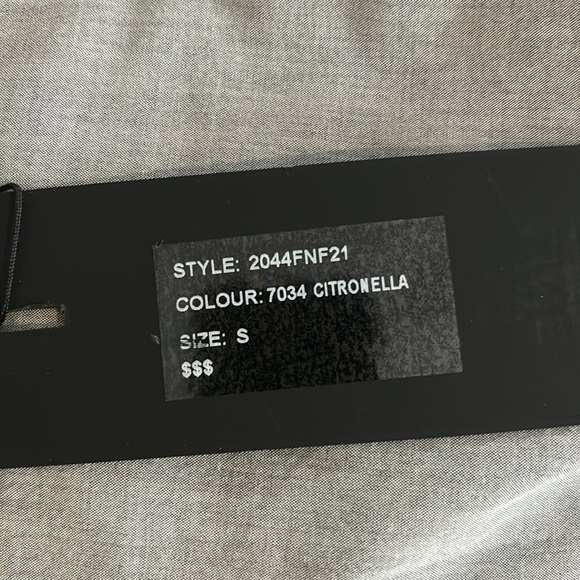 STYLE: 2044FNF21
COLOUR: 7034 CITRONELLA
SIZE: S
$$$